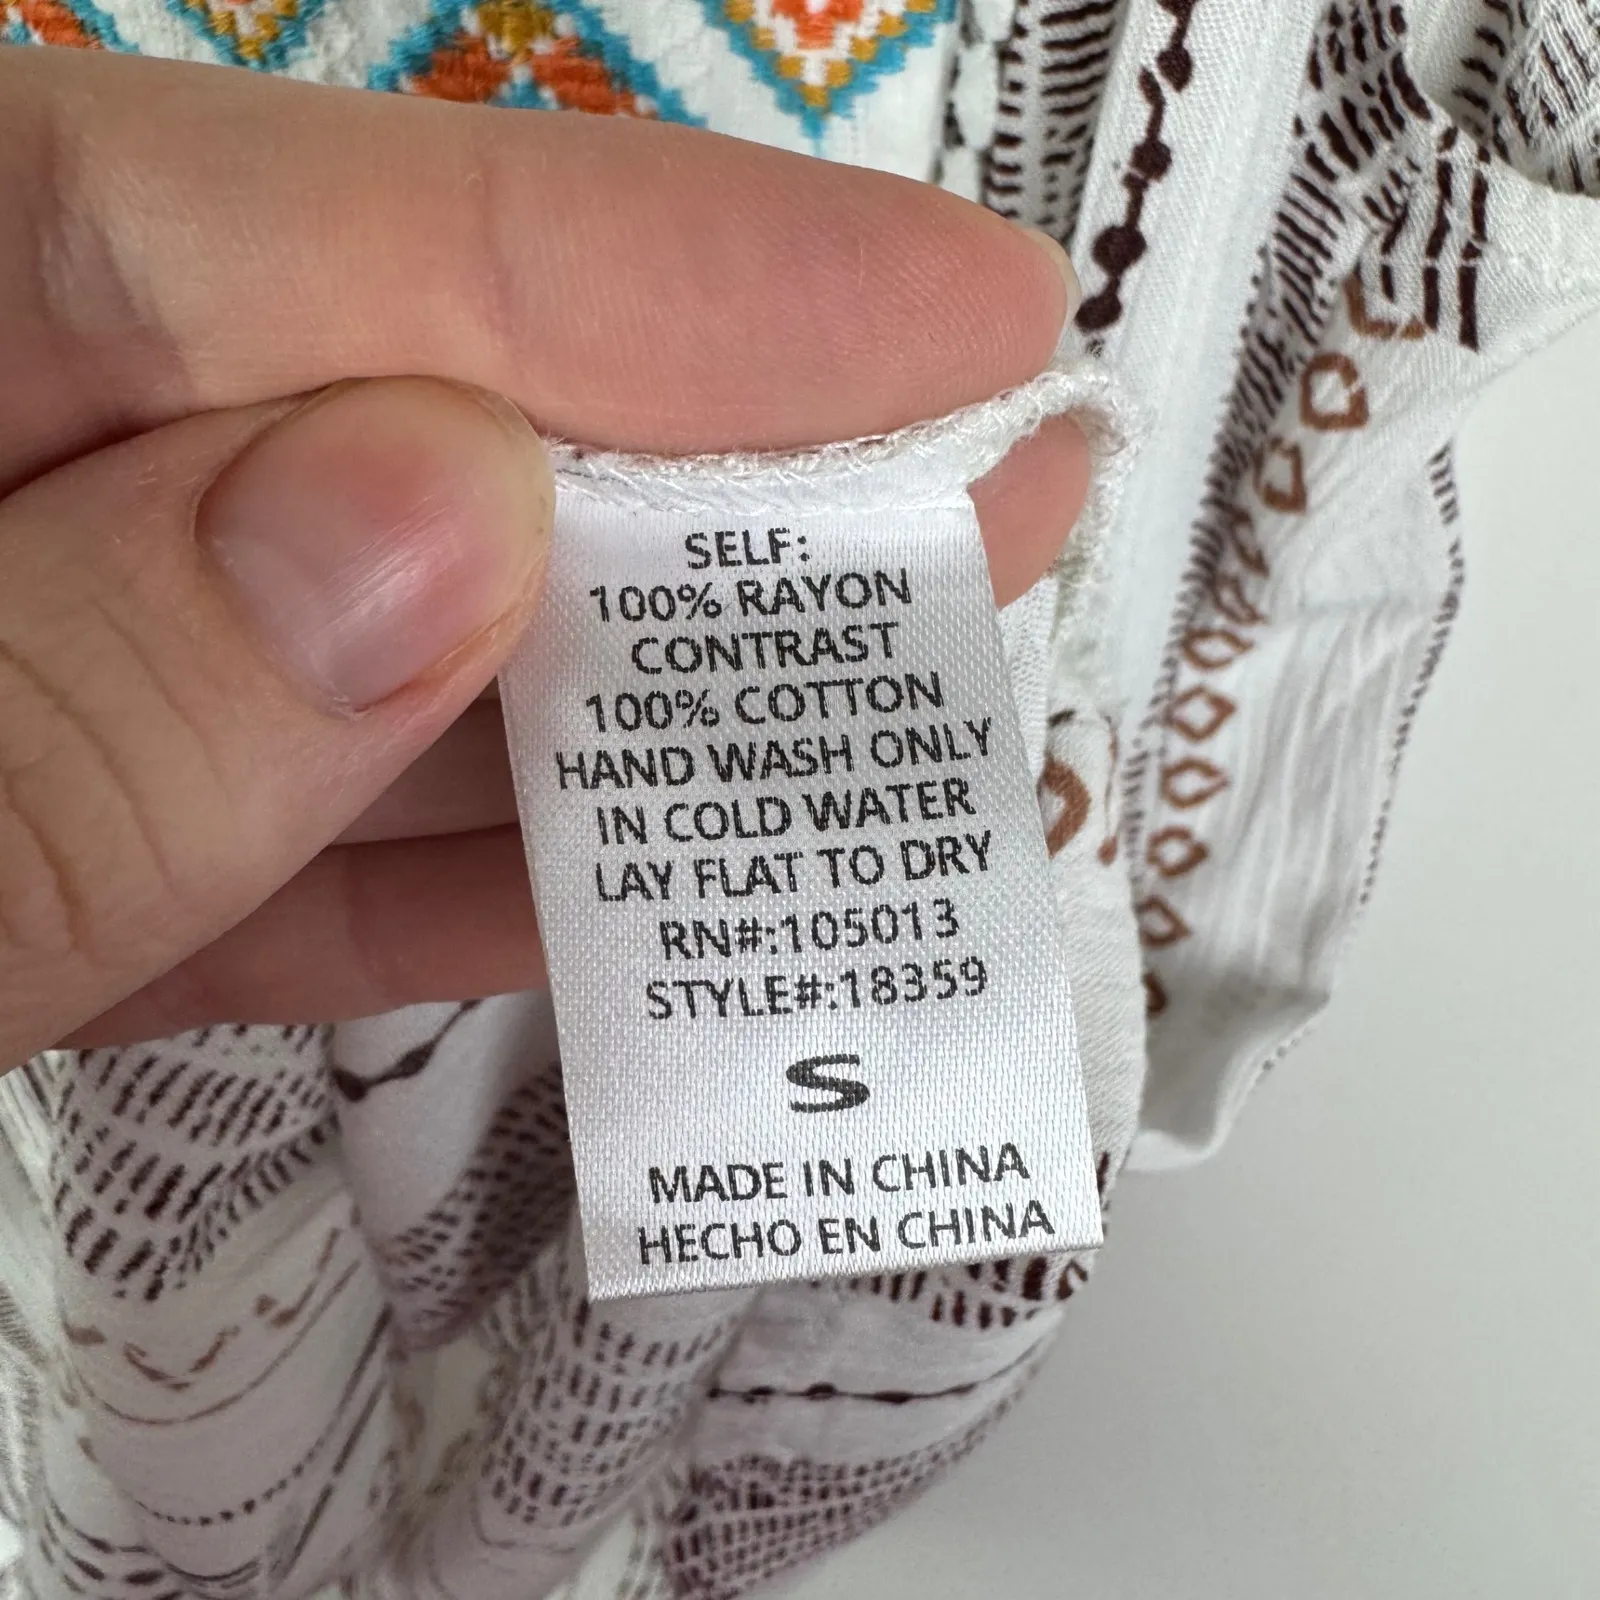 SELF:
100% RAYON
CONTRAST
100% COTTON
HAND WASH ONLY
IN COLD WATER
LAY FLAT TO DRY
RN#:105013
STYLE#:18359
S
MADE IN CHINA
HECHO EN CHINA